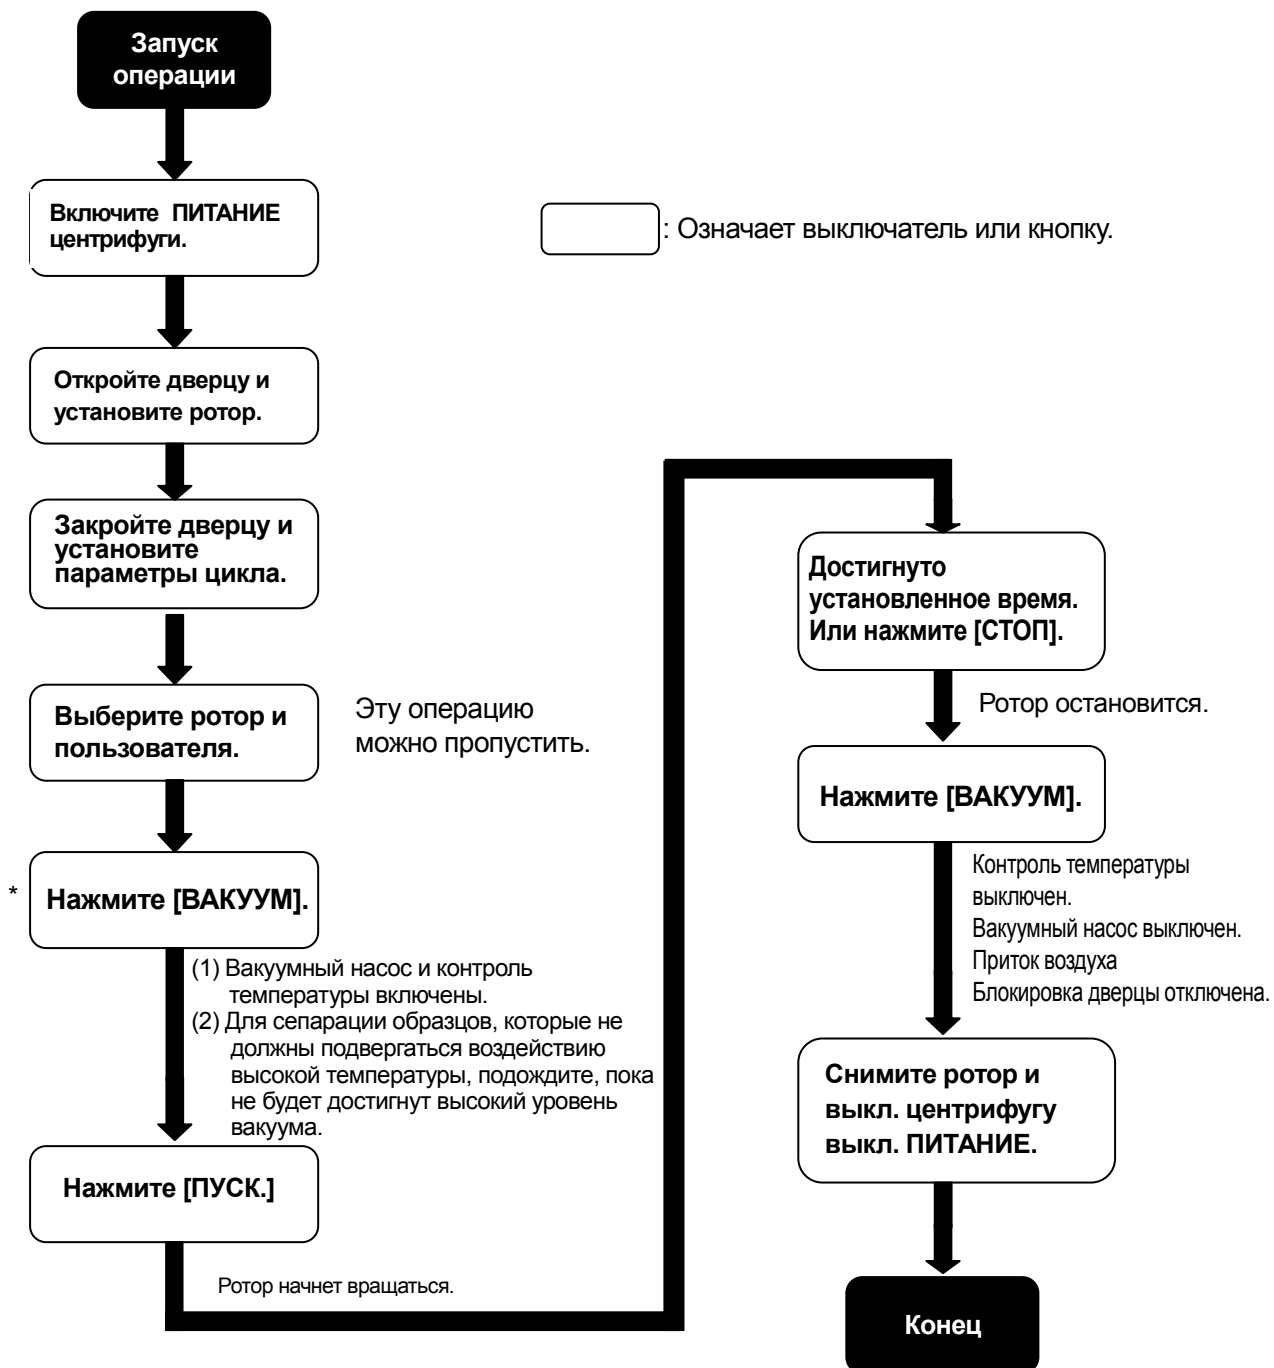 Запуск
операции
Включите ПИТАНИЕ
центрифуги.
: Означает выключатель или кнопку.
Откройте дверцу и
установите ротор.
Закройте дверцу и
установите
параметры цикла.
Выберите ротор и
пользователя.
Эту операцию
можно пропустить.
*
Нажмите [ВАКУУМ].
(1) Вакуумный насос и контроль
температуры включены.
(2) Для сепарации образцов, которые не
должны подвергаться воздействию
высокой температуры, подождите, пока
не будет достигнут высокий уровень
вакуума.
Нажмите [ПУСК.]
Ротор начнет вращаться.
Достигнуто
установленное время.
Или нажмите [СТОП].
Ротор остановится.
Нажмите [ВАКУУМ].
Контроль температуры
выключен.
Вакуумный насос выключен.
Приток воздуха
Блокировка дверцы отключена.
Снимите ротор и
выкл. центрифугу
выкл. ПИТАНИЕ.
Конец